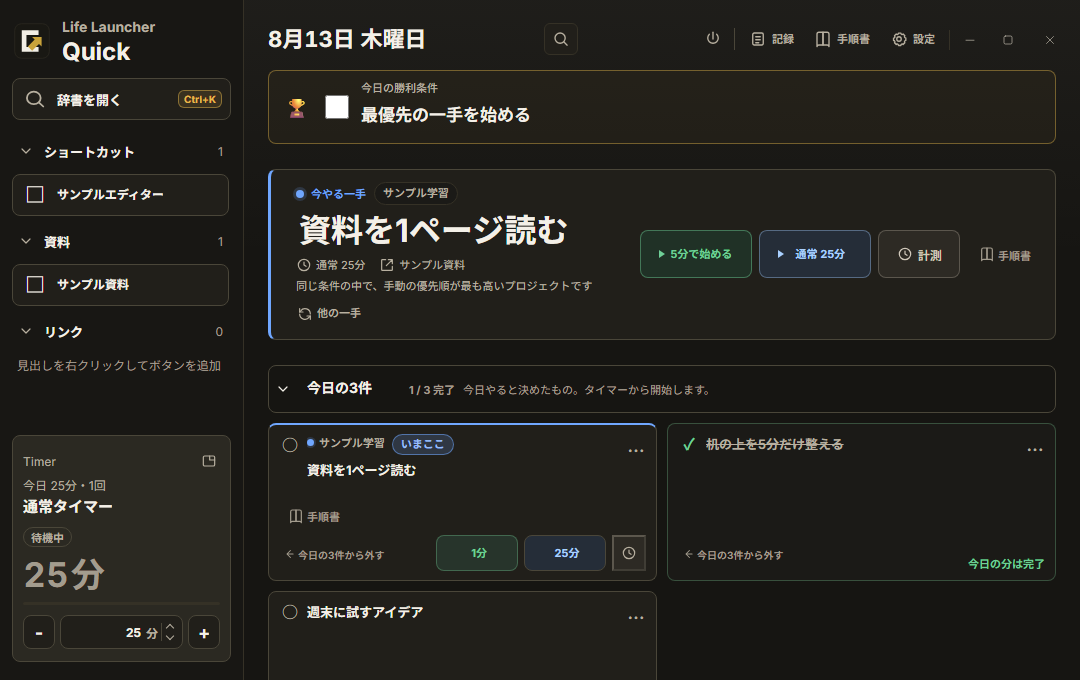 Life Launcher
Quick
辞書を開く Ctrl+K
ショートカット 1
サンプルエディター
資料 1
サンプル資料
リンク 0
見出しを右クリックしてボタンを追加
Timer
今日 25分・1回
通常タイマー
待機中
25分
- 25 分 +
8月13日 木曜日
記録 手順書 設定
今日の勝利条件
最優先の一手を始める
今やる一手 サンプル学習
資料を1ページ読む
通常 25分 サンプル資料
同じ条件の中で、手動の優先順が最も高いプロジェクトです
他の一手
5分で始める 通常 25分 計測 手順書
今日の3件 1 / 3 完了 今日やると決めたもの。タイマーから開始します。
サンプル学習 いまここ
資料を1ページ読む
手順書
今日の3件から外す 1分 25分
机の上を5分だけ整える
今日の3件から外す
今日の分は完了
週末に試すアイデア